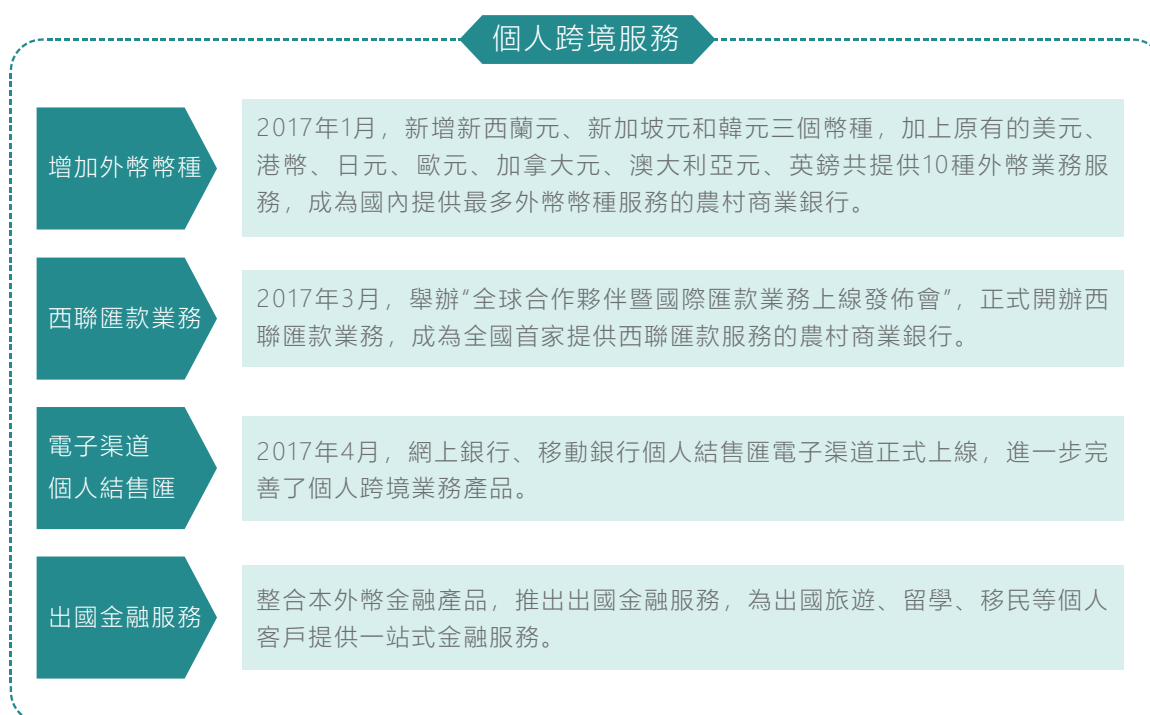 個人跨境服務
增加外幣幣種
2017年1月，新增新西蘭元、新加坡元和韓元三個幣種，加上原有的美元、
港幣、日元、歐元、加拿大元、澳大利亞元、英鎊共提供10種外幣業務服
務，成為國內提供最多外幣幣種服務的農村商業銀行。
西聯匯款業務
2017年3月，舉辦“全球合作夥伴暨國際匯款業務上線發佈會”，正式開辦西
聯匯款業務，成為全國首家提供西聯匯款服務的農村商業銀行。
電子渠道
個人結售匯
2017年4月，網上銀行、移動銀行個人結售匯電子渠道正式上線，進一步完
善了個人跨境業務產品。
出國金融服務
整合本外幣金融產品，推出出國金融服務，為出國旅遊、留學、移民等個人
客戶提供一站式金融服務。